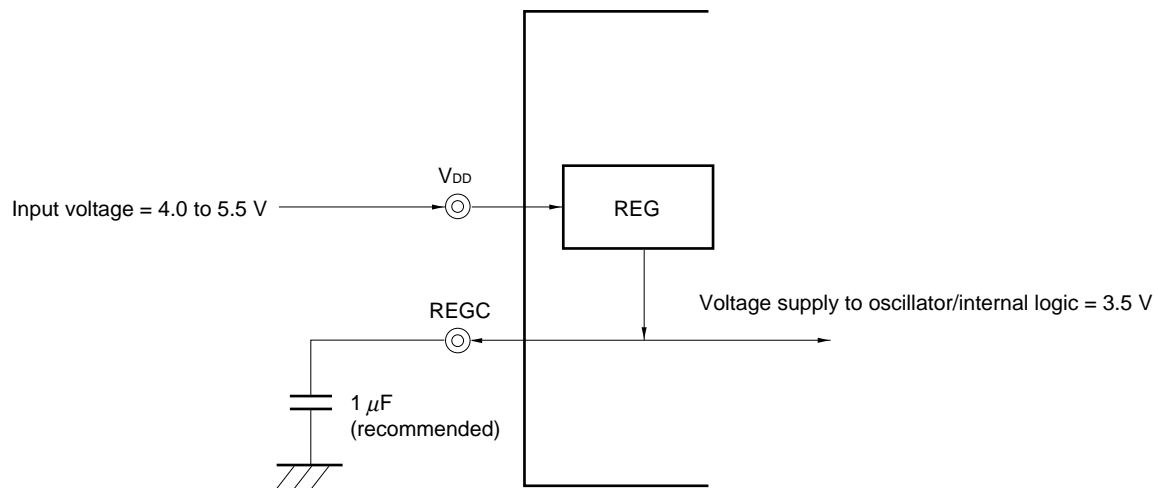 VDD
Input voltage = 4.0 to 5.5 V
REG
REGC
Voltage supply to oscillator/internal logic = 3.5 V
1 μF
(recommended)